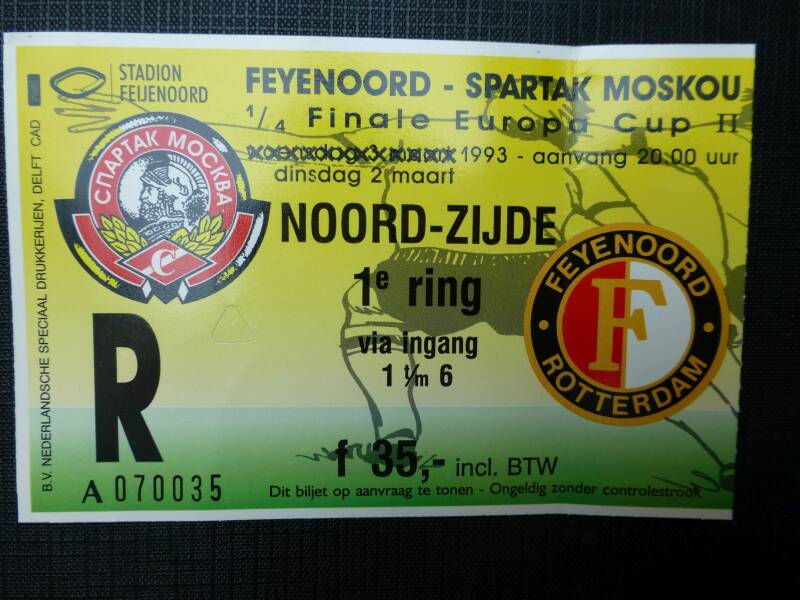 STADION
FEIJENOORD
FEYENOORD - SPARTAK MOSKOU
1/4 Finale Europa Cup II
1993 - aanvang 20.00 uur
dinsdag 2 maart
СПАРТАК МОСКВА
С
NOORD-ZIJDE
1e ring
via ingang
1 t/m 6
FEYENOORD
F
ROTTERDAM
R
A 070035
f 35,- incl. BTW
Dit biljet op aanvraag te tonen - Ongeldig zonder controlestrook
B.V. NEDERLANDSCHE SPECIAAL DRUKKERIJEN, DELFT CAD